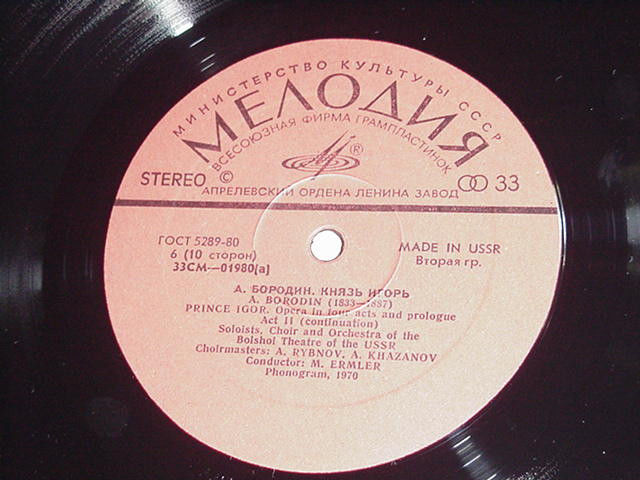 МИНИСТЕРСТВО КУЛЬТУРЫ СССР
МЕЛОДИЯ
ВСЕСОЮЗНАЯ ФИРМА ГРАМПЛАСТИНОК
®
STEREO ©
33
АПРЕЛЕВСКИЙ ОРДЕНА ЛЕНИНА ЗАВОД
ГОСТ 5289-80
6 (10 сторон)
33СМ—01980(а)
MADE IN USSR
Вторая гр.
А. БОРОДИН. КНЯЗЬ ИГОРЬ
A. BORODIN (1833—1887)
PRINCE IGOR. Opera in four acts and prologue
Act II (continuation)
Soloists, Choir and Orchestra of the
Bolshoi Theatre of the USSR
Choirmasters: A. RYBNOV, A. KHAZANOV
Conductor: M. ERMLER
Phonogram, 1970